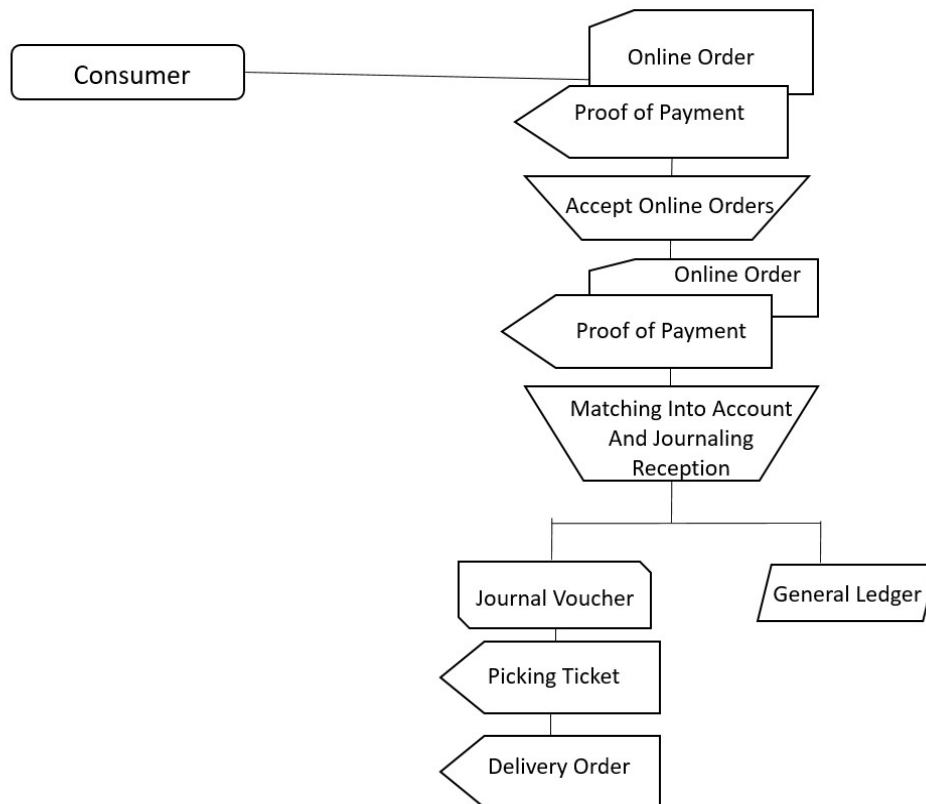 Consumer
Online Order
Proof of Payment
Accept Online Orders
Online Order
Proof of Payment
Matching Into Account
And Journaling
Reception
Journal Voucher
General Ledger
Picking Ticket
Delivery Order